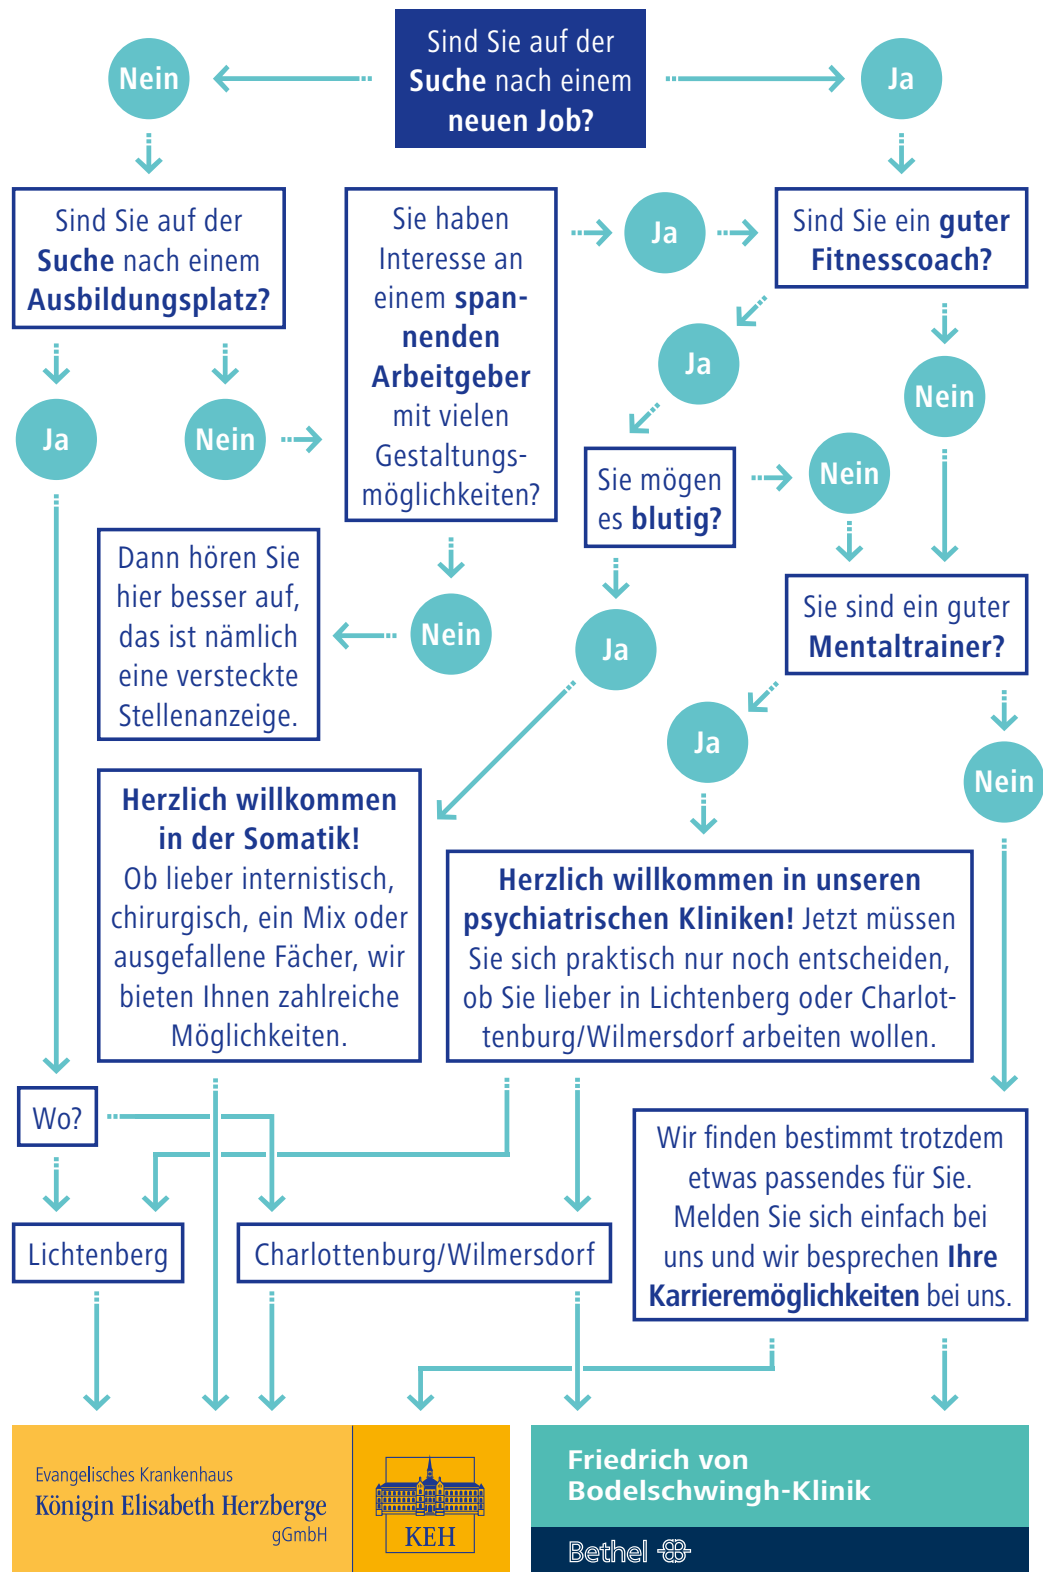 Sind Sie auf der
Suche nach einem
neuen Job?
Nein
Ja
Sind Sie auf der
Suche nach einem
Ausbildungsplatz?
Sie haben
Interesse an
einem span-
nenden
Arbeitgeber
mit vielen
Gestaltungs-
möglichkeiten?
Ja
Sind Sie ein guter
Fitnesscoach?
Ja
Nein
Ja
Nein
Sie mögen
es blutig?
Nein
Dann hören Sie
hier besser auf,
das ist nämlich
eine versteckte
Stellenanzeige.
Nein
Ja
Sie sind ein guter
Mentaltrainer?
Ja
Nein
Herzlich willkommen
in der Somatik!
Ob lieber internistisch,
chirurgisch, ein Mix oder
ausgefallene Fächer, wir
bieten Ihnen zahlreiche
Möglichkeiten.
Herzlich willkommen in unseren
psychiatrischen Kliniken! Jetzt müssen
Sie sich praktisch nur noch entscheiden,
ob Sie lieber in Lichtenberg oder Charlot-
tenburg/Wilmersdorf arbeiten wollen.
Wo?
Wir finden bestimmt trotzdem
etwas passendes für Sie.
Melden Sie sich einfach bei
uns und wir besprechen Ihre
Karrieremöglichkeiten bei uns.
Lichtenberg
Charlottenburg/Wilmersdorf
Evangelisches Krankenhaus
Königin Elisabeth Herzberge
gGmbH
KEH
Friedrich von
Bodelschwingh-Klinik
Bethel